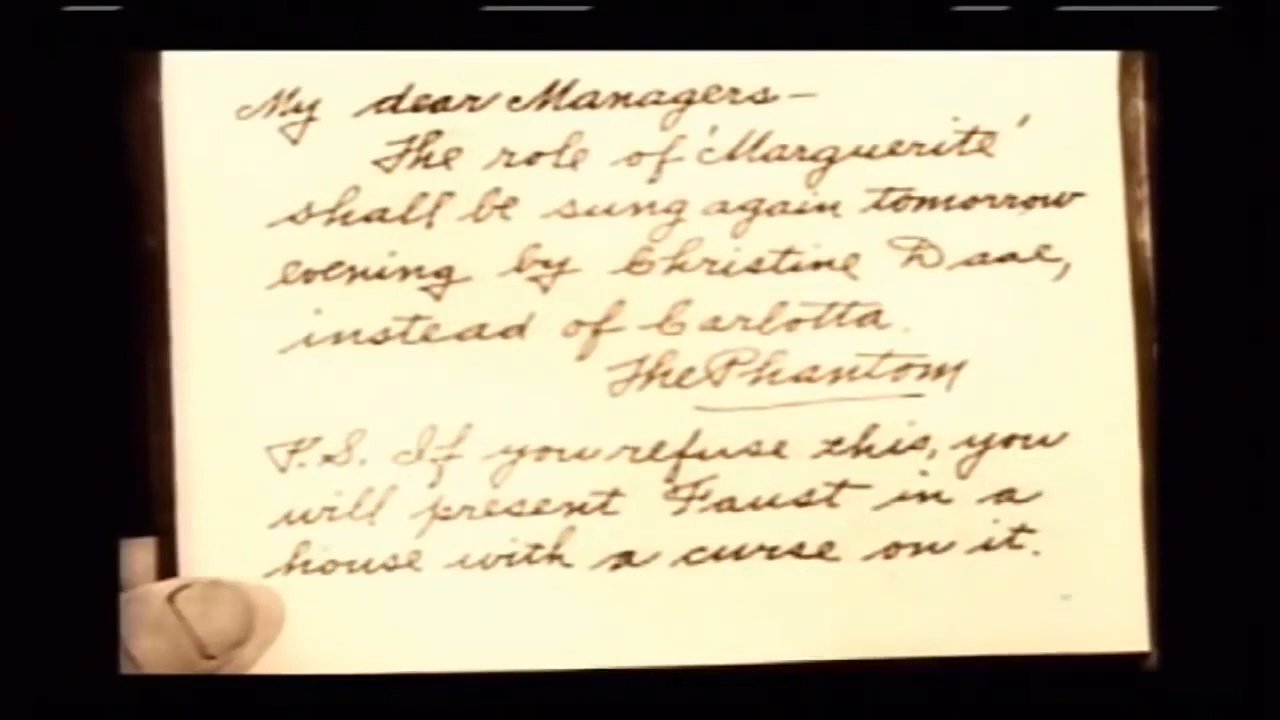 My dear Managers—
The role of 'Marguerite'
shall be sung again tomorrow
evening by Christine Daae,
instead of Carlotta.
The Phantom
P.S. If you refuse this, you
will present Faust in a
house with a curse on it.